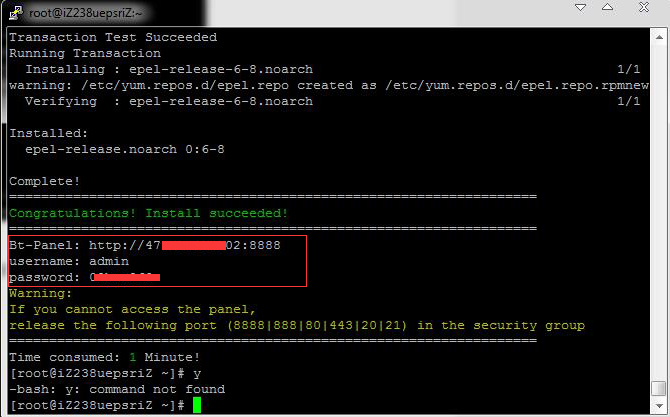 root@iZ238uepsriZ:~
Transaction Test Succeeded
Running Transaction
Installing : epel-release-6-8.noarch 1/1
warning: /etc/yum.repos.d/epel.repo created as /etc/yum.repos.d/epel.repo.rpmnew
Verifying : epel-release-6-8.noarch 1/1
Installed:
epel-release.noarch 0:6-8
Complete!
==================================================================
Congratulations! Install succeeded!
==================================================================
Bt-Panel: http://47 02:8888
username: admin
password:
Warning:
If you cannot access the panel,
release the following port (8888|888|80|443|20|21) in the security group
==================================================================
Time consumed: 1 Minute!
[root@iZ238uepsriZ ~]# y
-bash: y: command not found
[root@iZ238uepsriZ ~]#